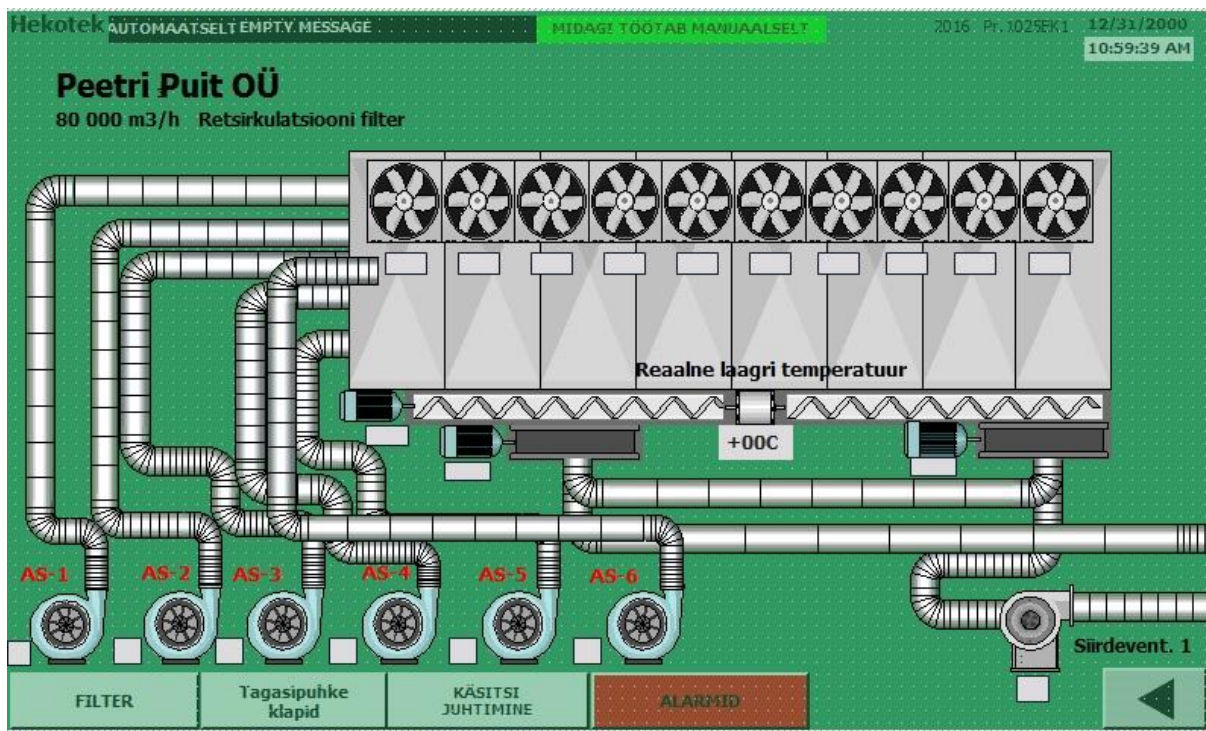 Hekotek AUTOMAATSELT EMPTY MESSAGE MIDAGI TÖÖTAB MANUAALSELT 2016 Pr.1025EK1 12/31/2000
10:59:39 AM
Peetri Puit OÜ
80 000 m3/h Retsirkulatsiooni filter
Reaalne laagri temperatuur
+00C
AS-1 AS-2 AS-3 AS-4 AS-5 AS-6
Siirdevent. 1
FILTER
Tagasipuhke
klapid
KÄSITSI
JUHTIMINE
ALARMID